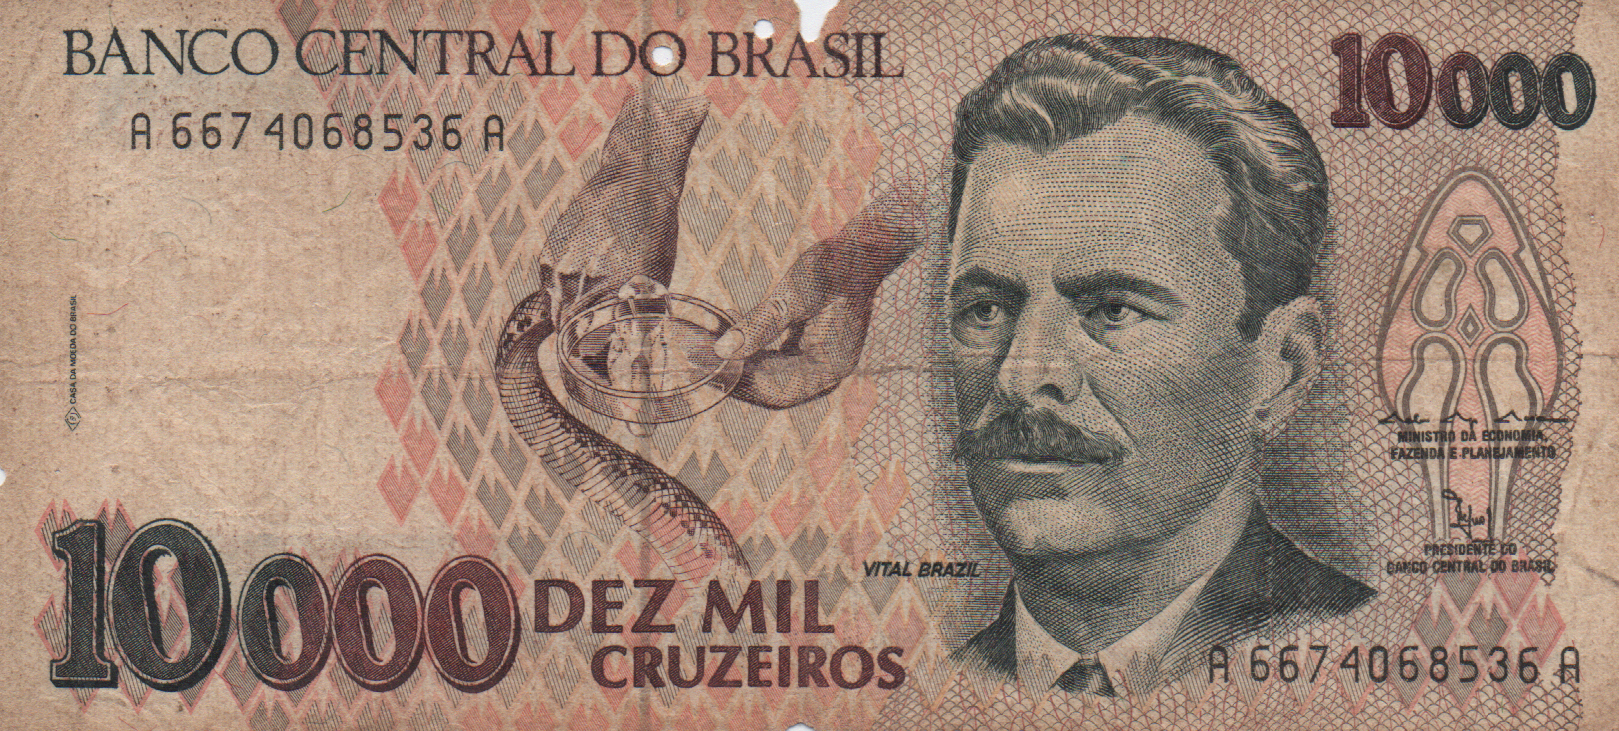 BANCO CENTRAL DO BRASIL
10000
A 6674068536 A
CASA DA MOEDA DO BRASIL
MINISTRO DA ECONOMIA,
FAZENDA E PLANEJAMENTO
PRESIDENTE DO
BANCO CENTRAL DO BRASIL
VITAL BRAZIL
10000
DEZ MIL
CRUZEIROS
A 6674068536 A